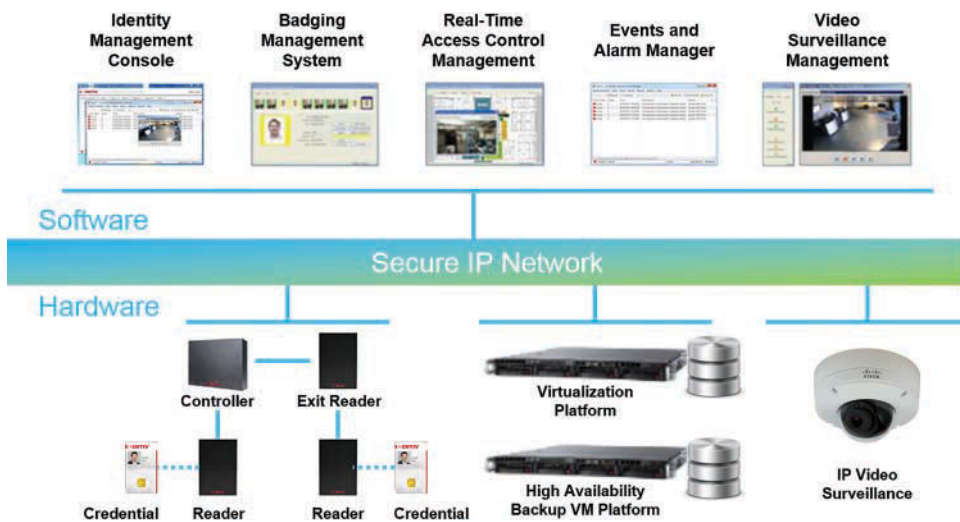 Identity
Management
Console
Badging
Management
System
Real-Time
Access Control
Management
Events and
Alarm Manager
Video
Surveillance
Management
Software
Secure IP Network
Hardware
Controller
Exit Reader
Virtualization
Platform
Credential
Reader
Reader
Credential
High Availability
Backup VM Platform
IP Video
Surveillance